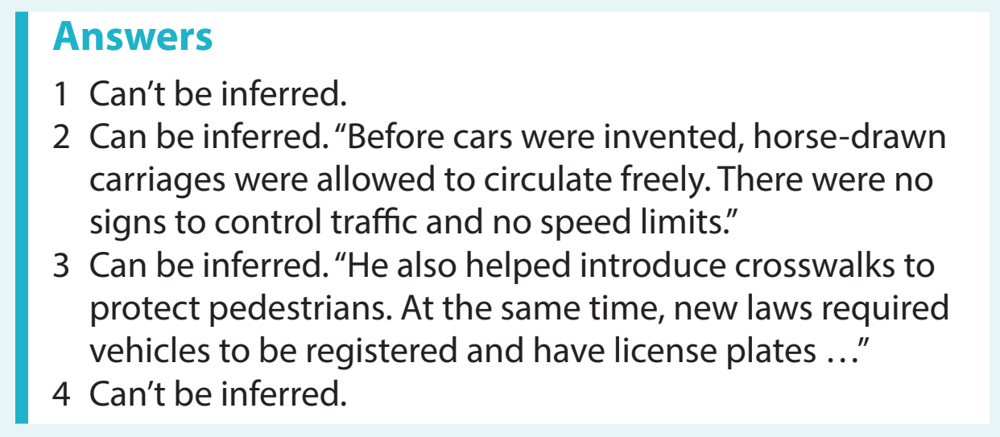 Answers
1 Can’t be inferred.
2 Can be inferred. “Before cars were invented, horse-drawn
carriages were allowed to circulate freely. There were no
signs to control traffic and no speed limits.”
3 Can be inferred. “He also helped introduce crosswalks to
protect pedestrians. At the same time, new laws required
vehicles to be registered and have license plates …”
4 Can’t be inferred.